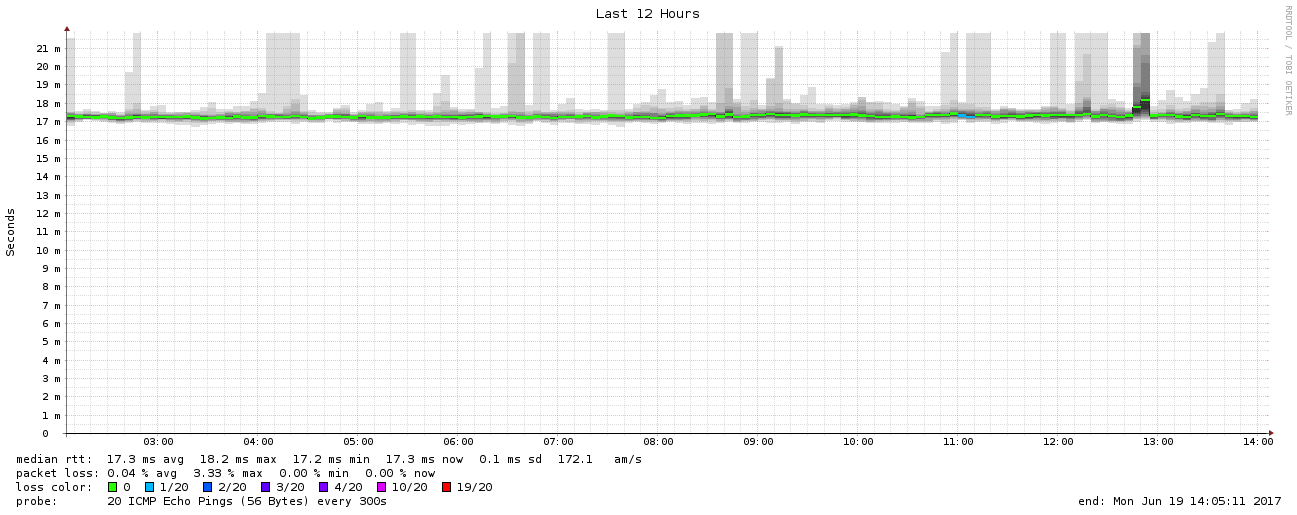 Last 12 Hours
RRDTOOL / TOBI OETIKER
Seconds
21 m
20 m
19 m
18 m
17 m
16 m
15 m
14 m
13 m
12 m
11 m
10 m
9 m
8 m
7 m
6 m
5 m
4 m
3 m
2 m
1 m
0
03:00 04:00 05:00 06:00 07:00 08:00 09:00 10:00 11:00 12:00 13:00 14:00
median rtt: 17.3 ms avg 18.2 ms max 17.2 ms min 17.3 ms now 0.1 ms sd 172.1 am/s
packet loss: 0.04 % avg 3.33 % max 0.00 % min 0.00 % now
loss color: 0 1/20 2/20 3/20 4/20 10/20 19/20
probe: 20 ICMP Echo Pings (56 Bytes) every 300s end: Mon Jun 19 14:05:11 2017